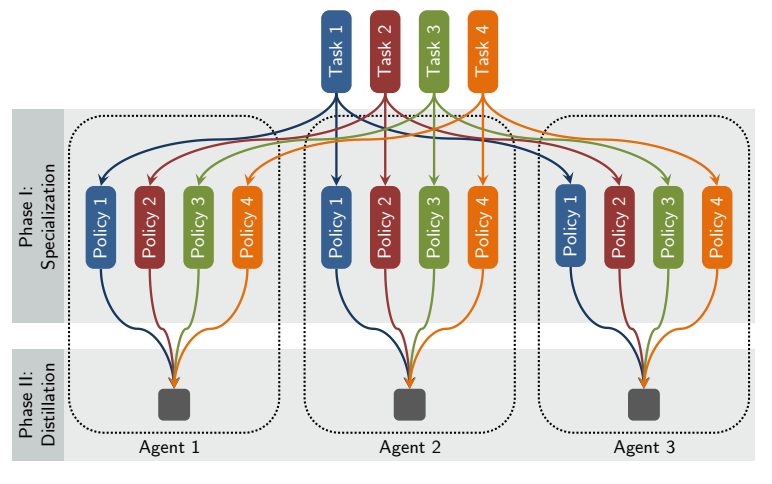 Task 1
Task 2
Task 3
Task 4
Phase I:
Specialization
Policy 1
Policy 2
Policy 3
Policy 4
Policy 1
Policy 2
Policy 3
Policy 4
Policy 1
Policy 2
Policy 3
Policy 4
Phase II:
Distillation
Agent 1
Agent 2
Agent 3